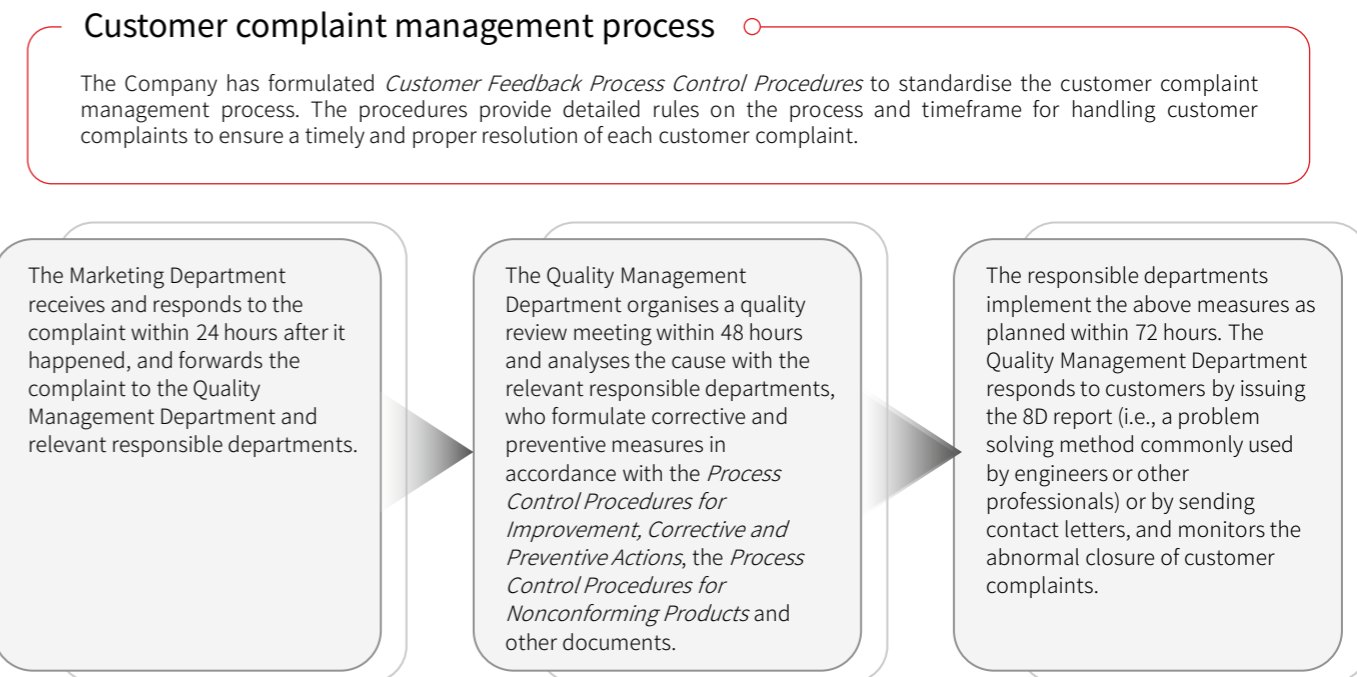 Customer complaint management process
The Company has formulated Customer Feedback Process Control Procedures to standardise the customer complaint
management process. The procedures provide detailed rules on the process and timeframe for handling customer
complaints to ensure a timely and proper resolution of each customer complaint.
The Marketing Department
receives and responds to the
complaint within 24 hours after it
happened, and forwards the
complaint to the Quality
Management Department and
relevant responsible departments.
The Quality Management
Department organises a quality
review meeting within 48 hours
and analyses the cause with the
relevant responsible departments,
who formulate corrective and
preventive measures in
accordance with the Process
Control Procedures for
Improvement, Corrective and
Preventive Actions, the Process
Control Procedures for
Nonconforming Products and
other documents.
The responsible departments
implement the above measures as
planned within 72 hours. The
Quality Management Department
responds to customers by issuing
the 8D report (i.e., a problem
solving method commonly used
by engineers or other
professionals) or by sending
contact letters, and monitors the
abnormal closure of customer
complaints.